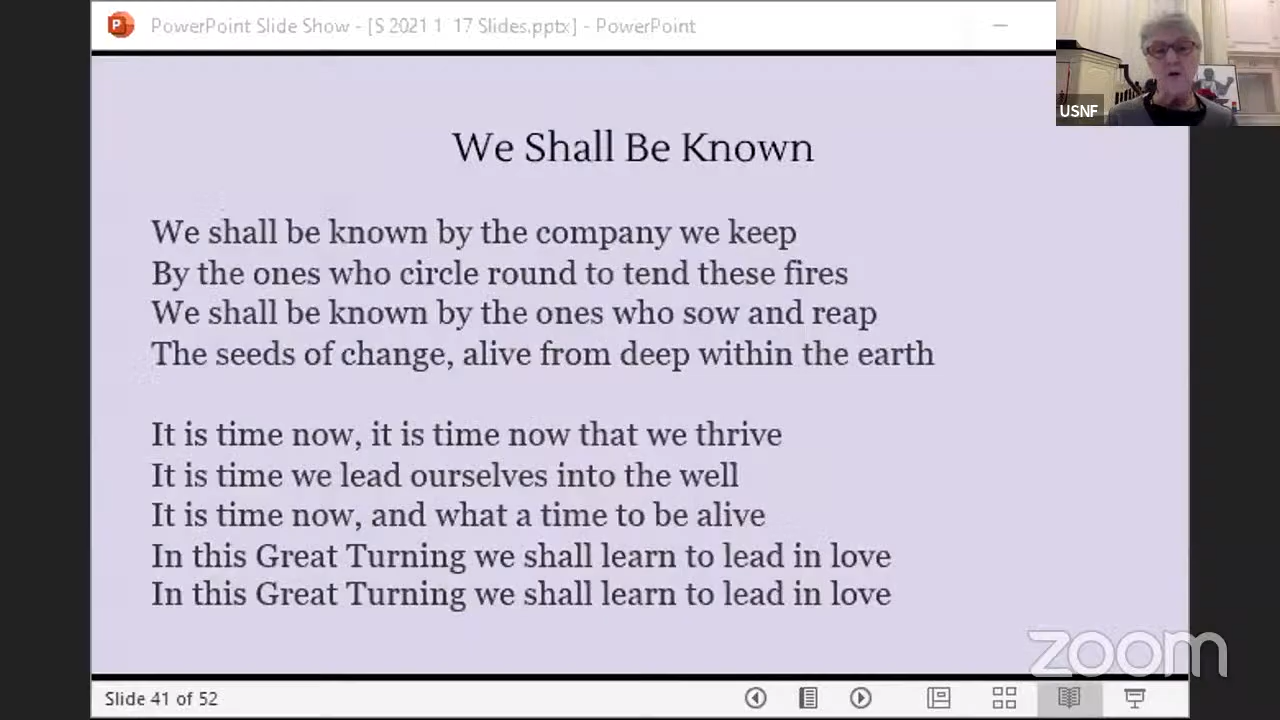 PowerPoint Slide Show - [S 2021 1 17 Slides.pptx] - PowerPoint
USNF
We Shall Be Known
We shall be known by the company we keep
By the ones who circle round to tend these fires
We shall be known by the ones who sow and reap
The seeds of change, alive from deep within the earth
It is time now, it is time now that we thrive
It is time we lead ourselves into the well
It is time now, and what a time to be alive
In this Great Turning we shall learn to lead in love
In this Great Turning we shall learn to lead in love
zoom
Slide 41 of 52